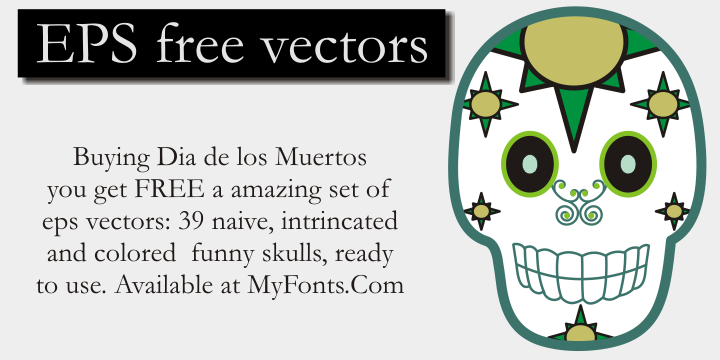 EPS free vectors
Buying Dia de los Muertos
you get FREE a amazing set of
eps vectors: 39 naive, intrincated
and colored  funny skulls, ready
to use. Available at MyFonts.Com